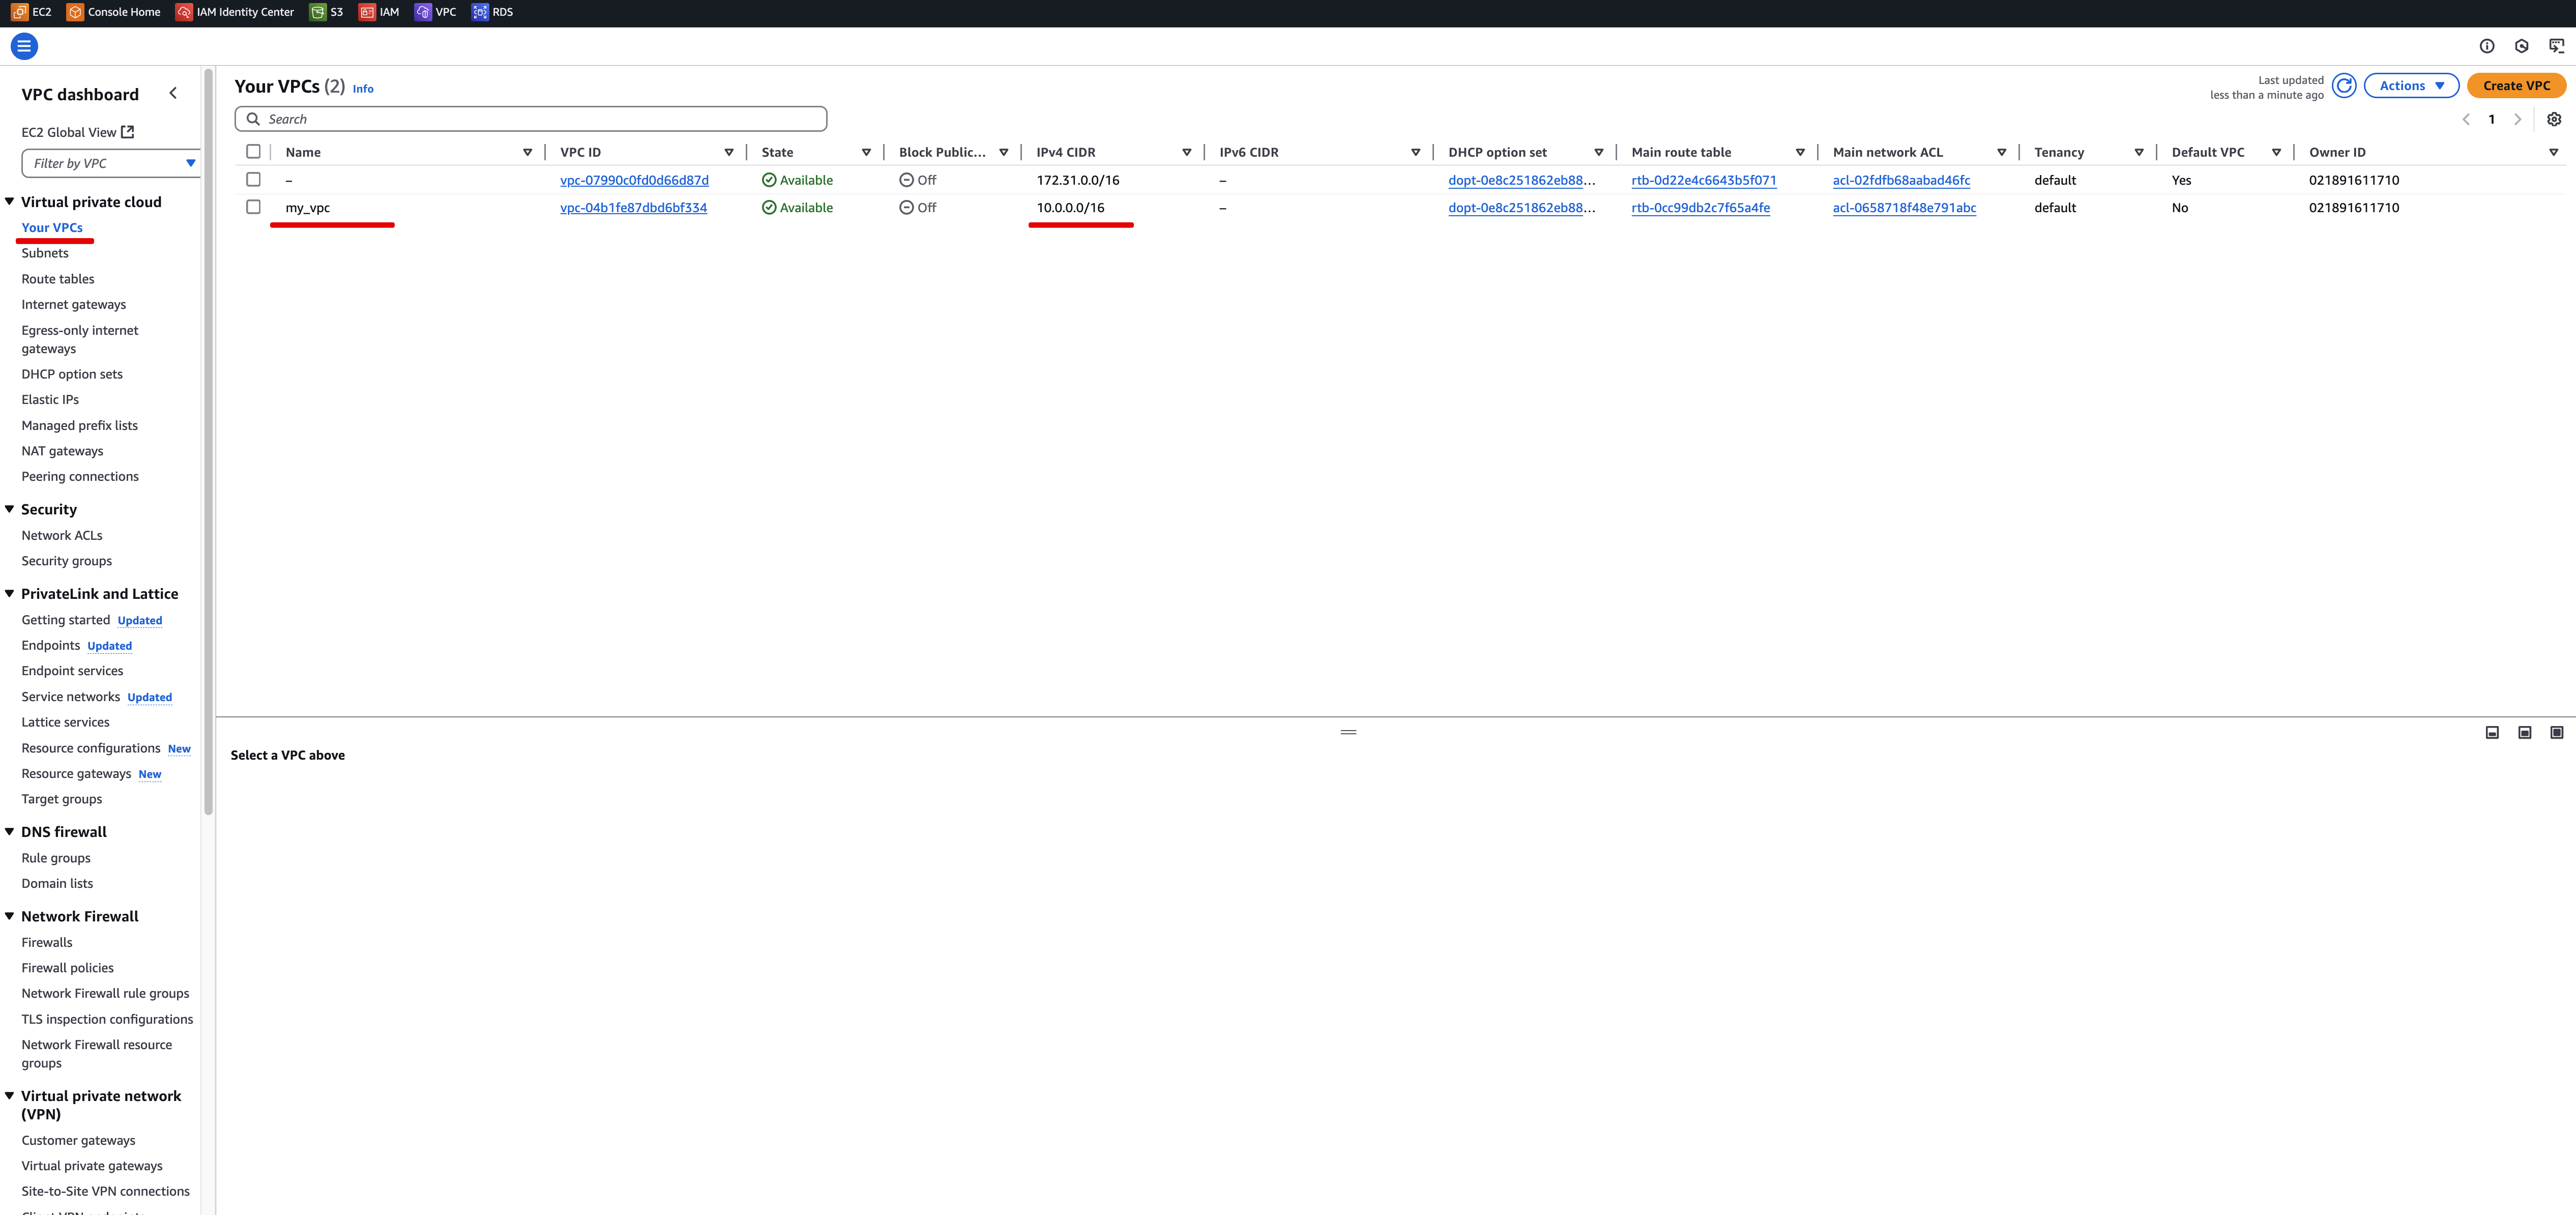 EC2 Console Home IAM Identity Center S3 IAM VPC RDS
VPC dashboard
EC2 Global View
Filter by VPC
Virtual private cloud
Your VPCs
Subnets
Route tables
Internet gateways
Egress-only internet
gateways
DHCP option sets
Elastic IPs
Managed prefix lists
NAT gateways
Peering connections
Security
Network ACLs
Security groups
PrivateLink and Lattice
Getting started Updated
Endpoints Updated
Endpoint services
Service networks Updated
Lattice services
Resource configurations New
Resource gateways New
Target groups
DNS firewall
Rule groups
Domain lists
Network Firewall
Firewalls
Firewall policies
Network Firewall rule groups
TLS inspection configurations
Network Firewall resource
groups
Virtual private network
(VPN)
Customer gateways
Virtual private gateways
Site-to-Site VPN connections
Your VPCs (2) Info
Last updated
less than a minute ago
Actions
Create VPC
Search
1
Name VPC ID State Block Public... IPv4 CIDR IPv6 CIDR DHCP option set Main route table Main network ACL Tenancy Default VPC Owner ID
– vpc-07990c0fd0d66d87d Available Off 172.31.0.0/16 – dopt-0e8c251862eb88... rtb-0d22e4c6643b5f071 acl-02fdfb68aabad46fc default Yes 021891611710
my_vpc vpc-04b1fe87dbd6bf334 Available Off 10.0.0.0/16 – dopt-0e8c251862eb88... rtb-0cc99db2c7f65a4fe acl-0658718f48e791abc default No 021891611710
Select a VPC above